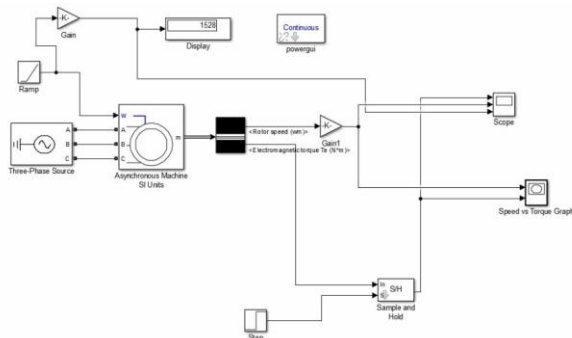 -K-
Gain
1528
Display
Continuous
powergui
Ramp
w
A
A
B
B
C
C
m
Three-Phase Source
Asynchronous Machine
SI Units
<Rotor speed (wm)>
<Electromagnetic torque Te (N*m)>
-K-
Gain1
Scope
Speed vs Torque Graph
In
S
S/H
Sample and
Hold
Step